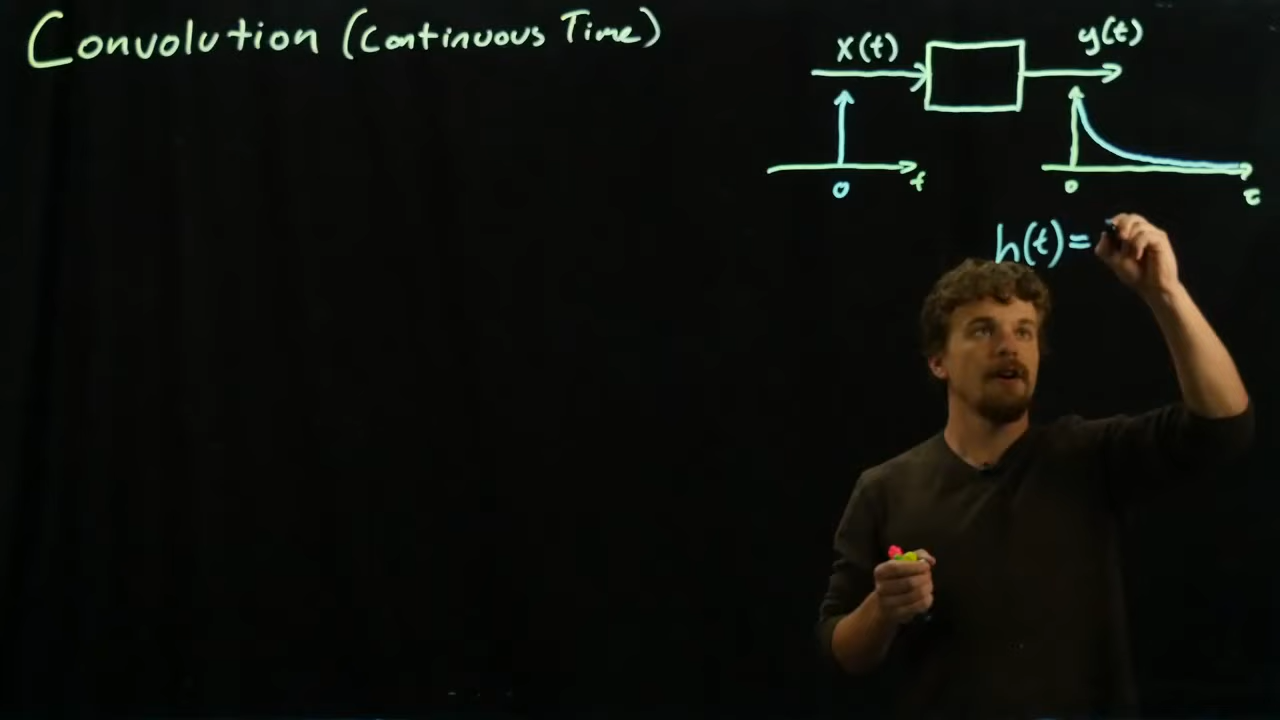 Convolution (Continuous Time)
x(t)
y(t)
0
t
0
t
h(t)=